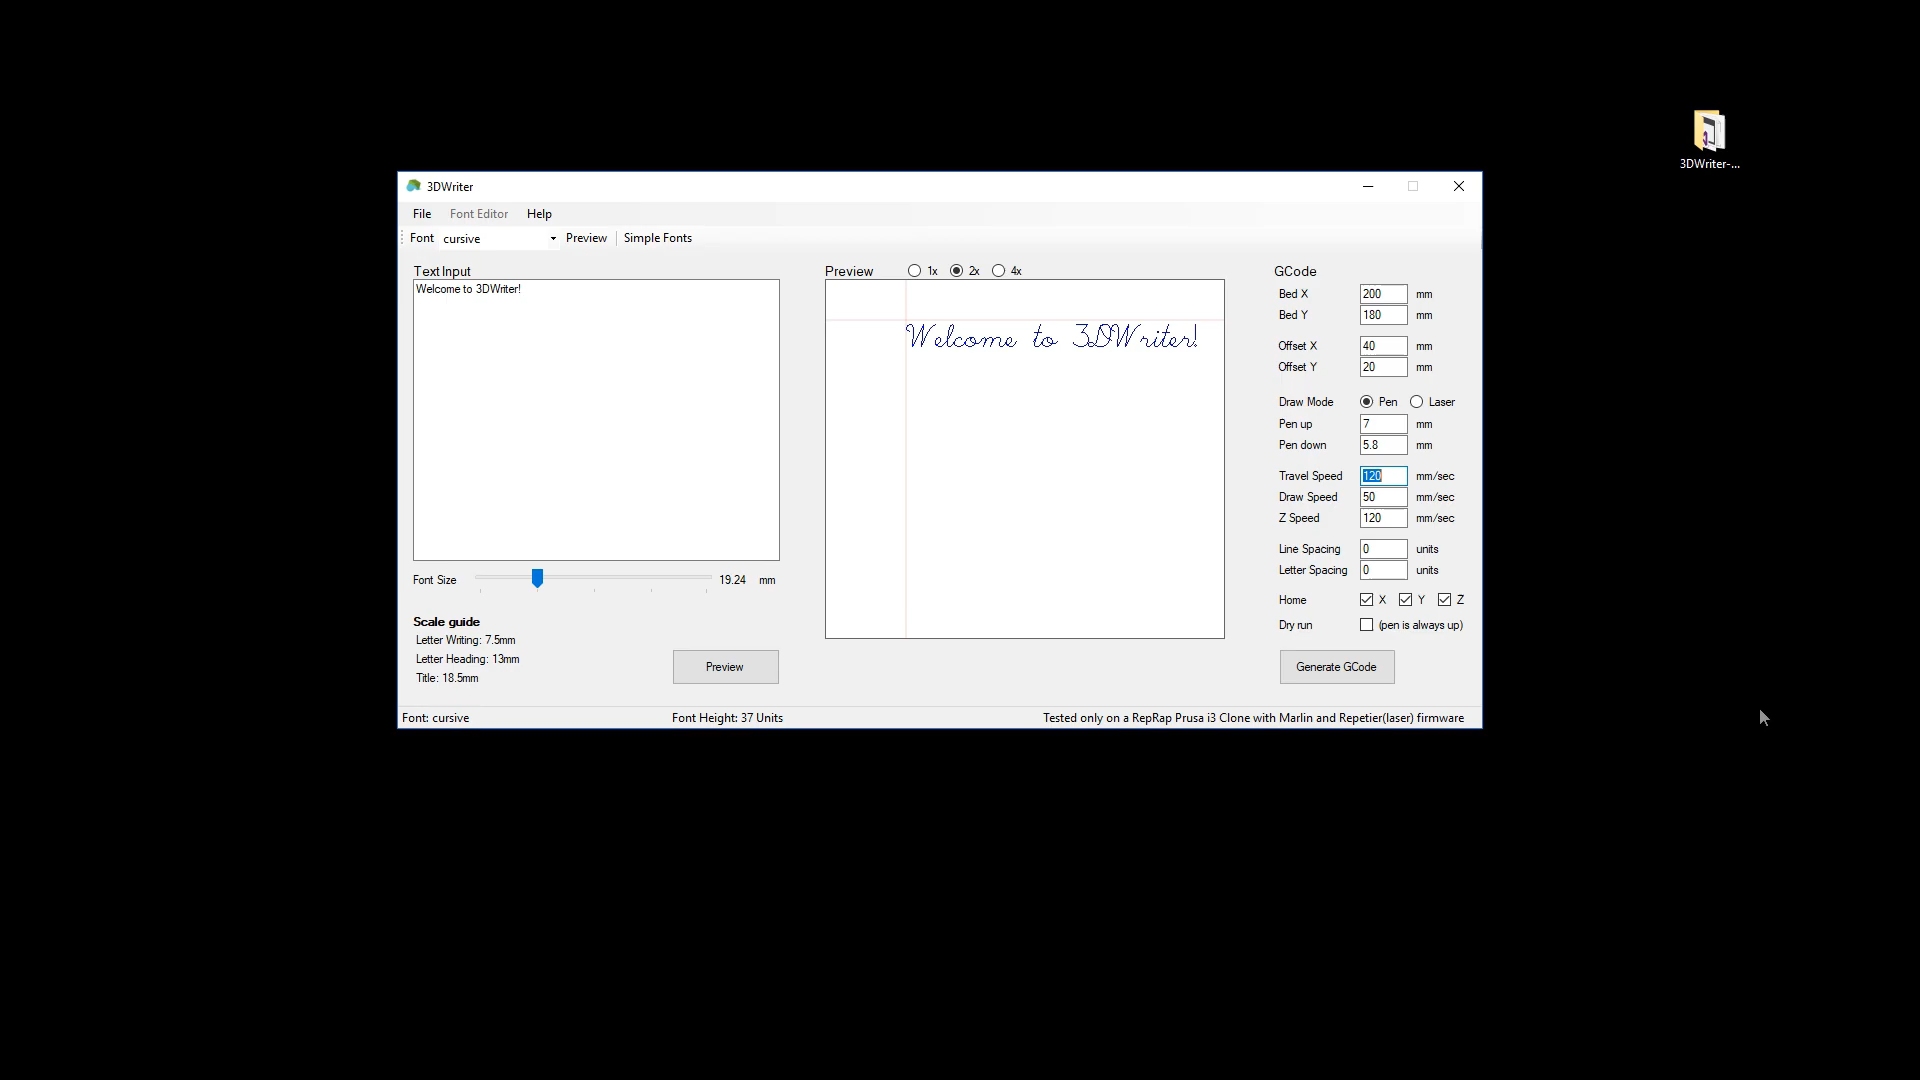 3DWriter-...
3DWriter
File Font Editor Help
Font cursive Preview Simple Fonts
Text Input
Welcome to 3DWriter!
Font Size 19.24 mm
Scale guide
Letter Writing: 7.5mm
Letter Heading: 13mm
Title: 18.5mm
Preview
Preview 1x 2x 4x
Welcome to 3DWriter!
GCode
Bed X 200 mm
Bed Y 180 mm
Offset X 40 mm
Offset Y 20 mm
Draw Mode Pen Laser
Pen up 7 mm
Pen down 5.8 mm
Travel Speed 120 mm/sec
Draw Speed 50 mm/sec
Z Speed 120 mm/sec
Line Spacing 0 units
Letter Spacing 0 units
Home X Y Z
Dry run (pen is always up)
Generate GCode
Font: cursive Font Height: 37 Units Tested only on a RepRap Prusa i3 Clone with Marlin and Repetier(laser) firmware